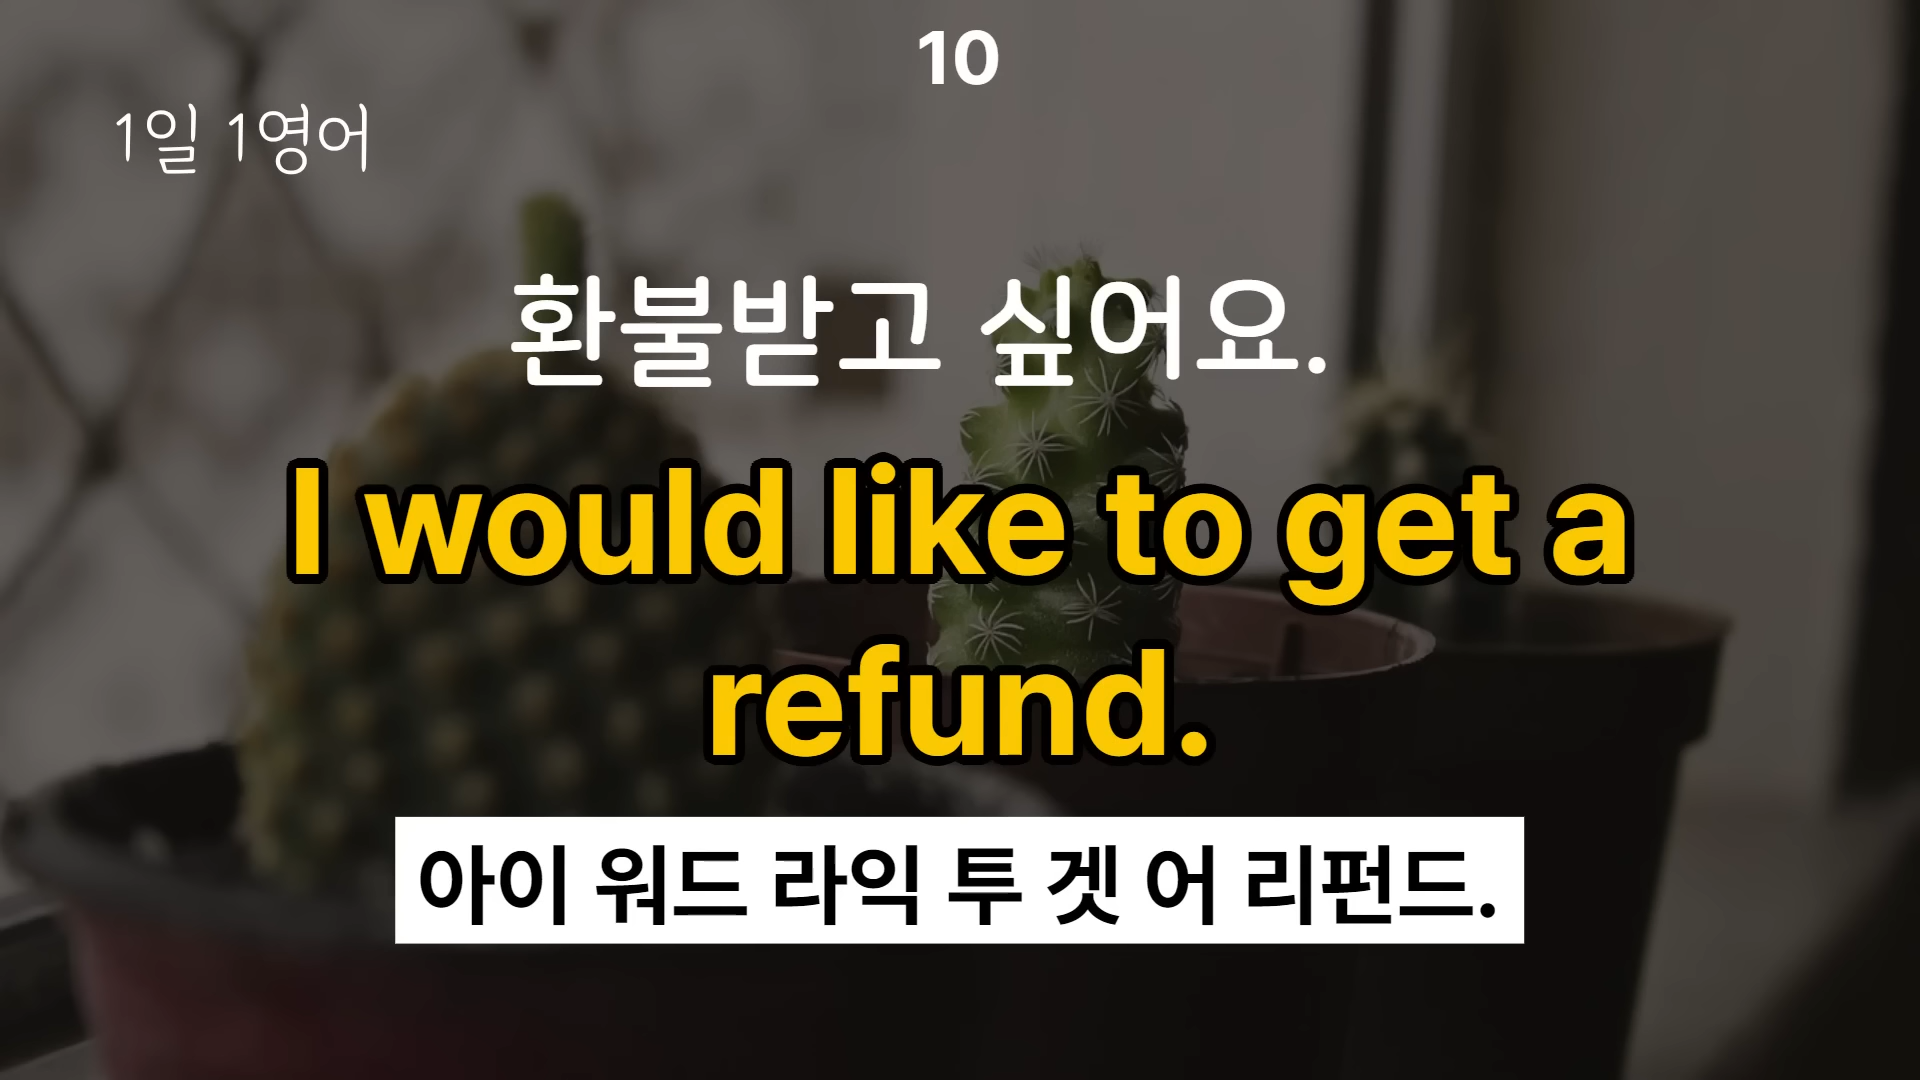 10
1일 1영어
환불받고 싶어요.
I would like to get a
refund.
아이 워드 라익 투 겟 어 리펀드.